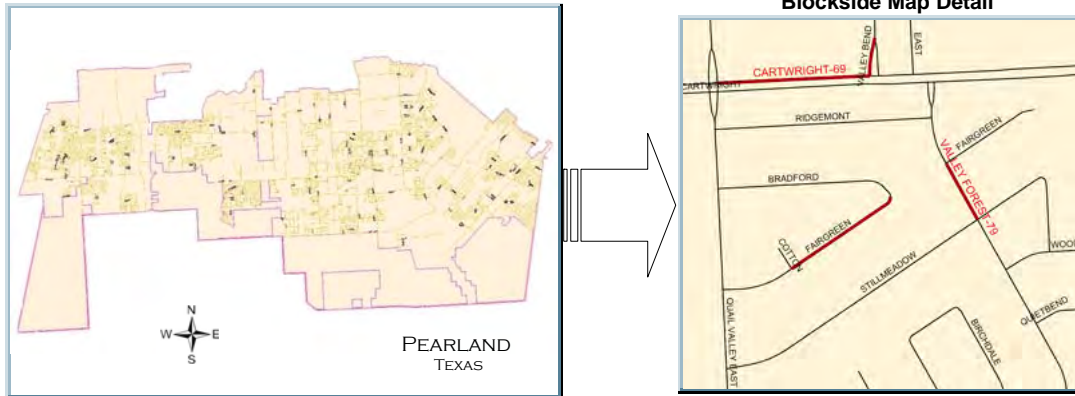 Blockside Map Detail
N
W E
S
PEARLAND
TEXAS
CARTWRIGHT-69
CARTWRIGHT
VALLEY BEND
EAST
RIDGEMONT
FAIRGREEN
VALLEY FOREST-79
BRADFORD
FAIRGREEN
COTTON
STILLMEADOW
WOOD
QUIETBEND
BIRCHDALE
QUAIL VALLEY EAST